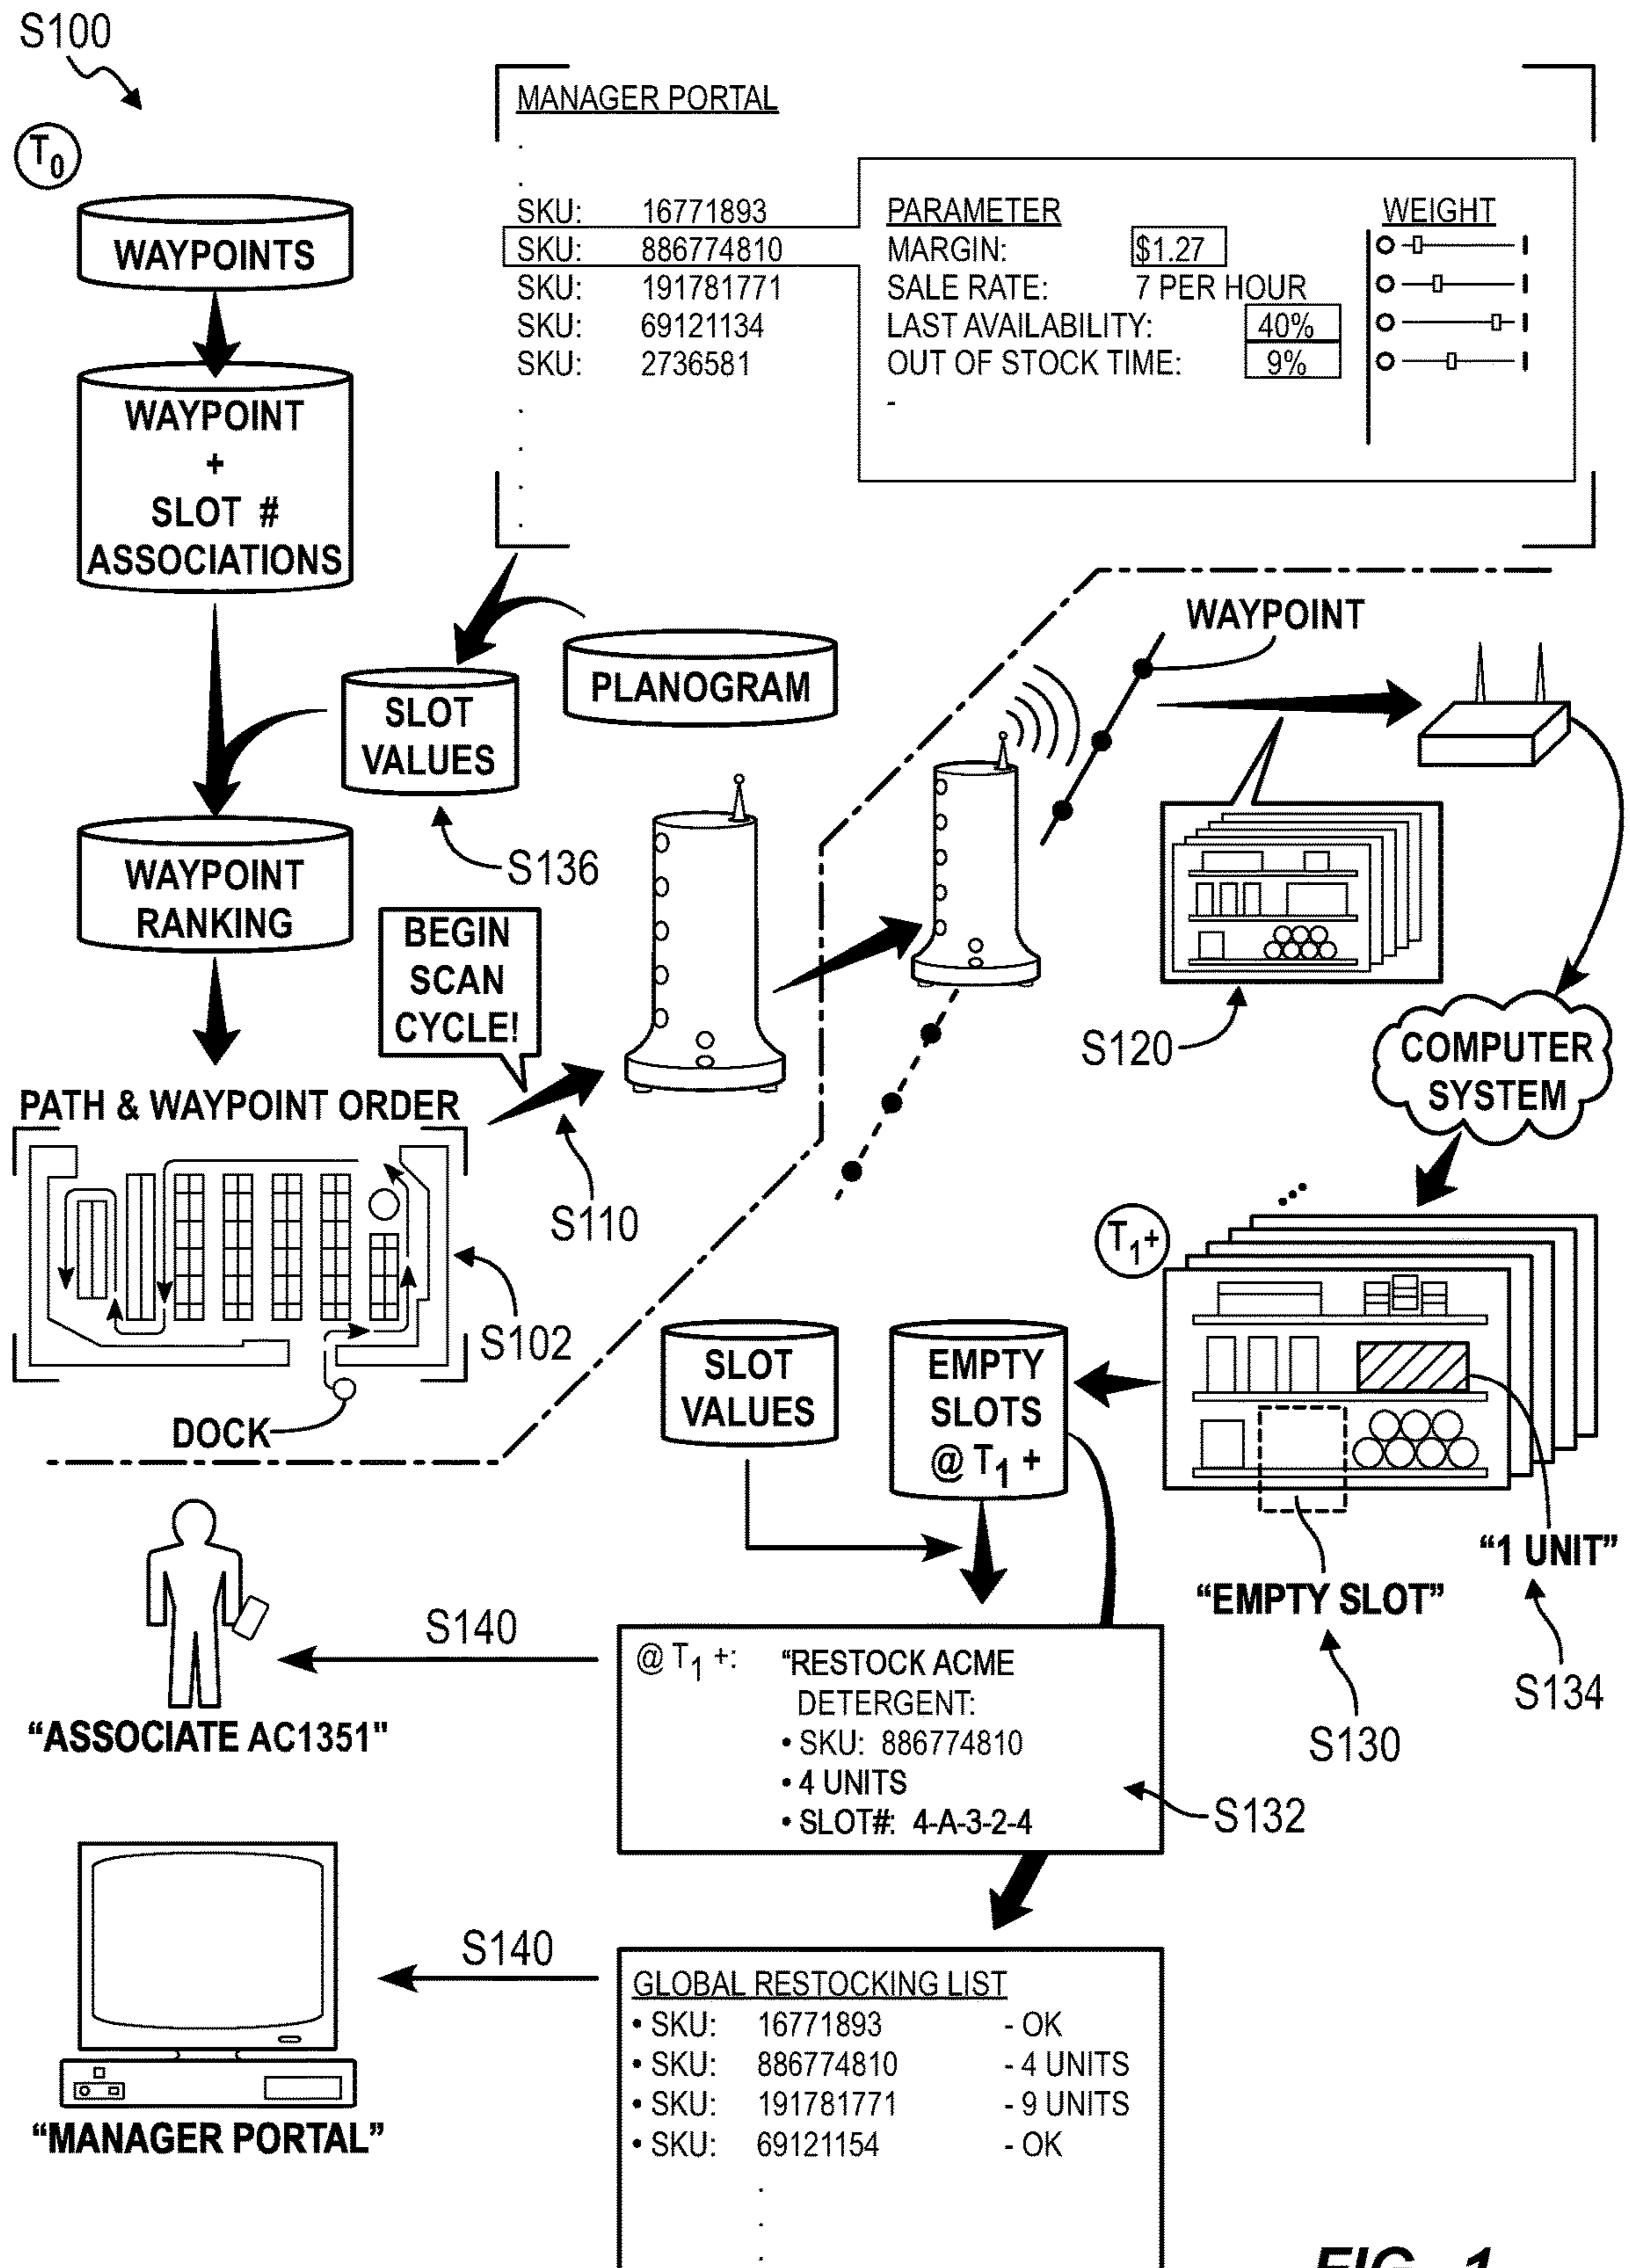 S100
T0
MANAGER PORTAL
SKU: 16771893
SKU: 886774810
SKU: 191781771
SKU: 69121134
SKU: 2736581
PARAMETER WEIGHT
MARGIN: $1.27
SALE RATE: 7 PER HOUR
LAST AVAILABILITY: 40%
OUT OF STOCK TIME: 9%
-
WAYPOINTS
WAYPOINT
+
SLOT #
ASSOCIATIONS
PLANOGRAM
SLOT
VALUES
S136
WAYPOINT
RANKING
BEGIN
SCAN
CYCLE!
S110
PATH & WAYPOINT ORDER
S102
DOCK
WAYPOINT
S120
COMPUTER
SYSTEM
T1+
SLOT
VALUES
EMPTY
SLOTS
@ T1 +
"1 UNIT"
S134
"EMPTY SLOT"
S130
S140
"ASSOCIATE AC1351"
@ T1 +: "RESTOCK ACME
DETERGENT:
• SKU: 886774810
• 4 UNITS
• SLOT#: 4-A-3-2-4
S132
S140
"MANAGER PORTAL"
GLOBAL RESTOCKING LIST
• SKU: 16771893 - OK
• SKU: 886774810 - 4 UNITS
• SKU: 191781771 - 9 UNITS
• SKU: 69121154 - OK
FIG. 1